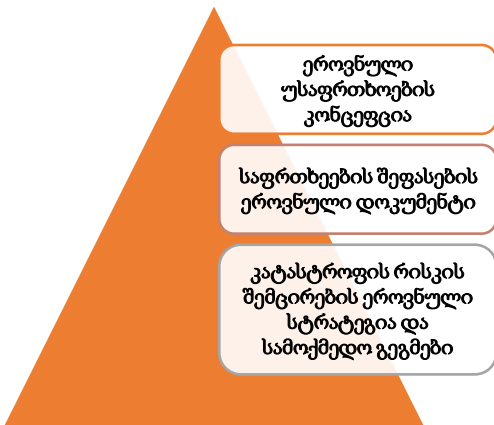 ეროვნული
უსაფრთხოების
კონცეფცია
საფრთხეების შეფასების
ეროვნული დოკუმენტი
კატასტროფის რისკის
შემცირების ეროვნული
სტრატეგია და
სამოქმედო გეგმები